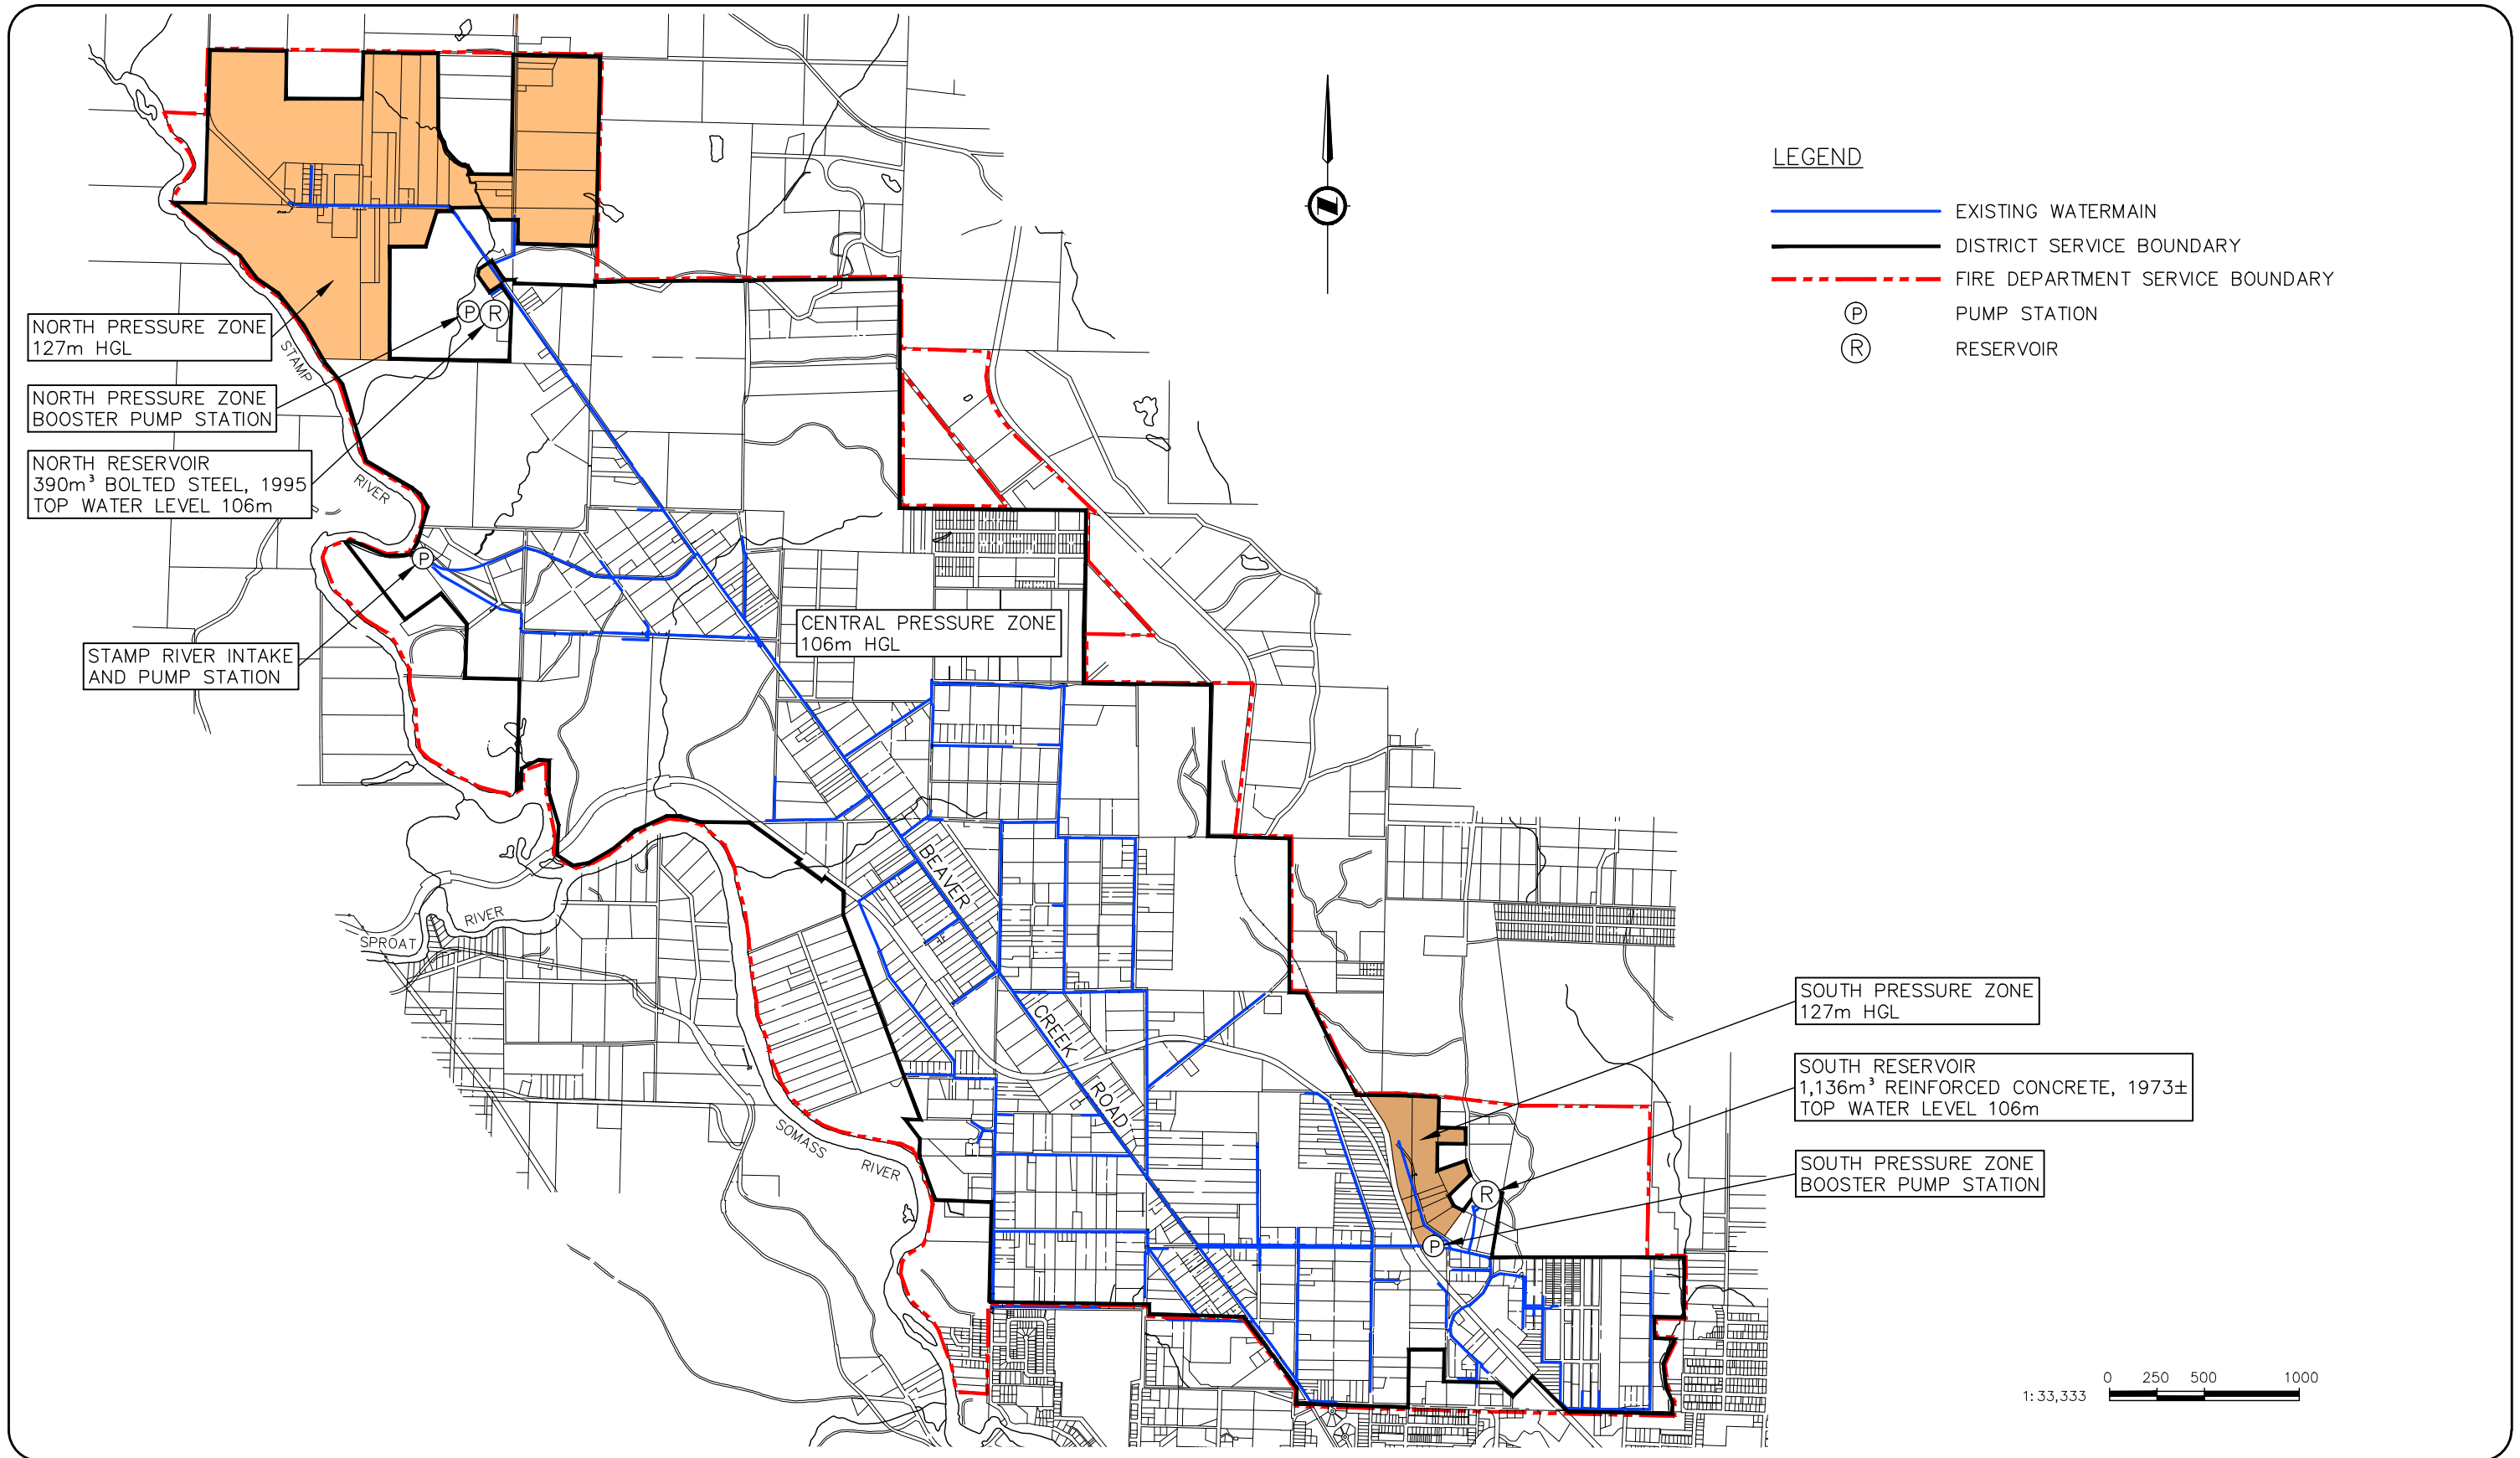 LEGEND
EXISTING WATERMAIN
DISTRICT SERVICE BOUNDARY
FIRE DEPARTMENT SERVICE BOUNDARY
P
PUMP STATION
R
RESERVOIR
NORTH PRESSURE ZONE
127m HGL
NORTH PRESSURE ZONE
BOOSTER PUMP STATION
NORTH RESERVOIR
390m³ BOLTED STEEL, 1995
TOP WATER LEVEL 106m
STAMP RIVER INTAKE
AND PUMP STATION
P
R
P
STAMP
RIVER
CENTRAL PRESSURE ZONE
106m HGL
SPROAT
RIVER
BEAVER
CREEK
ROAD
SOMASS
RIVER
SOUTH PRESSURE ZONE
127m HGL
SOUTH RESERVOIR
1,136m³ REINFORCED CONCRETE, 1973±
TOP WATER LEVEL 106m
SOUTH PRESSURE ZONE
BOOSTER PUMP STATION
R
P
0 250 500 1000
1:33,333